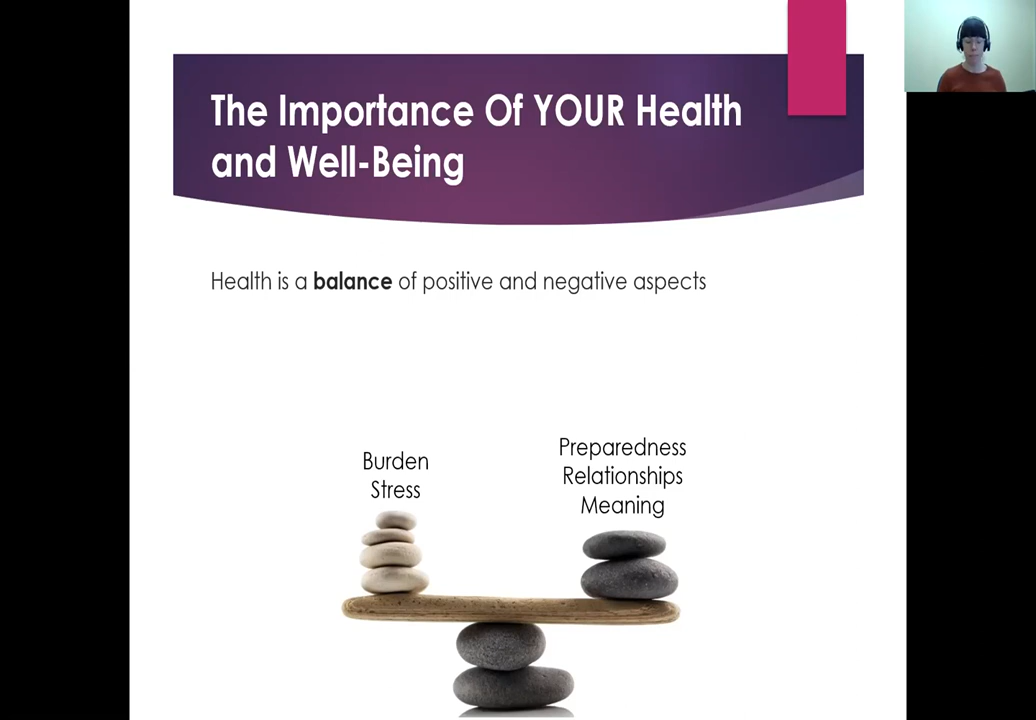 The Importance Of YOUR Health
and Well-Being
Health is a balance of positive and negative aspects
Burden
Stress
Preparedness
Relationships
Meaning